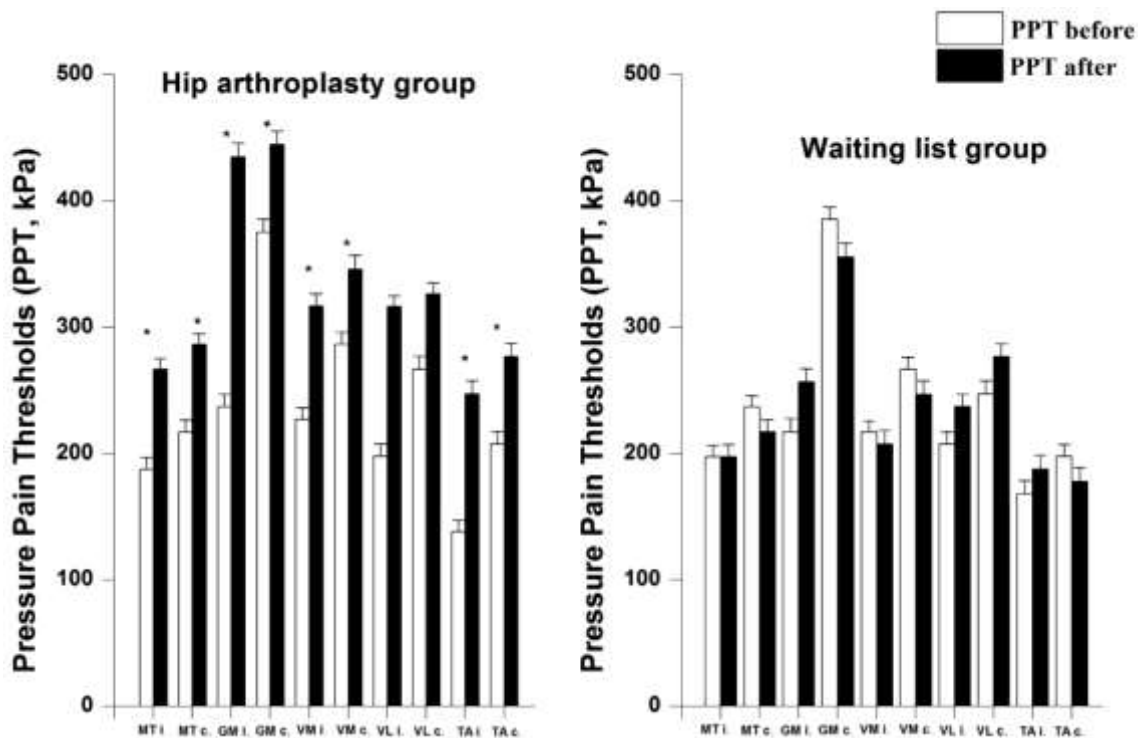 PPT before
PPT after
Hip arthroplasty group
Pressure Pain Thresholds (PPT, kPa)
500
400
300
200
100
0
* * * * * * * *
MT i. MT c. GM i. GM c. VM i. VM c. VL i. VL c. TA i. TA c.
Waiting list group
Pressure Pain Thresholds (PPT, kPa)
500
400
300
200
100
0
MT i. MT c. GM i. GM c. VM i. VM c. VL i. VL c. TA i. TA c.